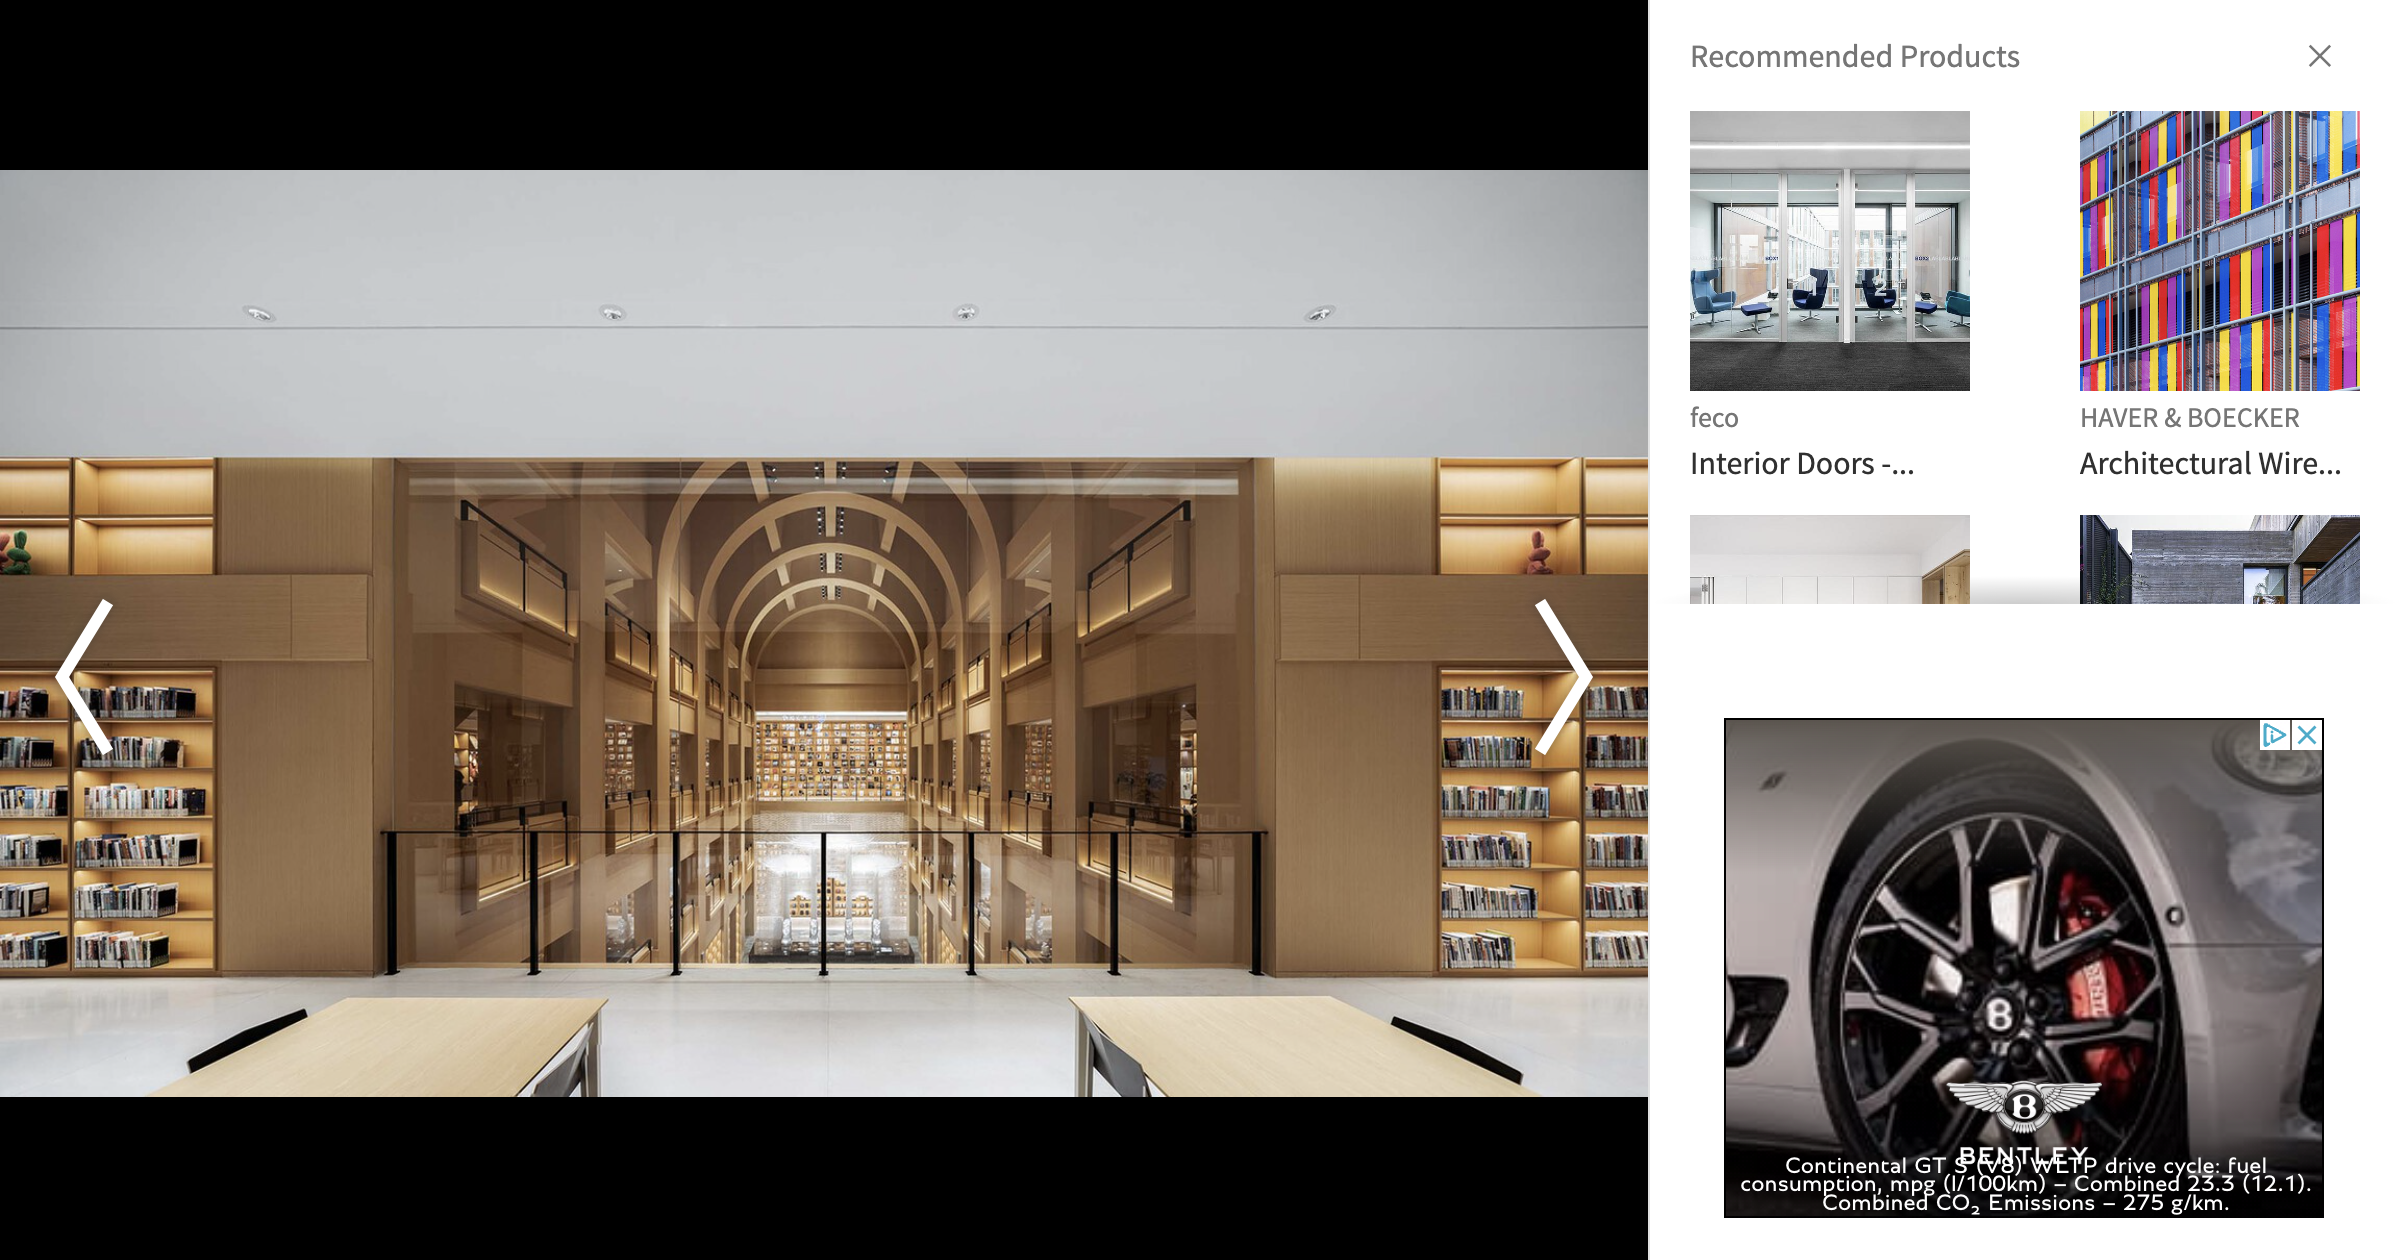 Recommended Products
feco
Interior Doors -...
HAVER & BOECKER
Architectural Wire...
B
B
BENTLEY
Continental GT S (V8) WLTP drive cycle: fuel
consumption, mpg (l/100km) – Combined 23.3 (12.1).
Combined CO₂ Emissions – 275 g/km.